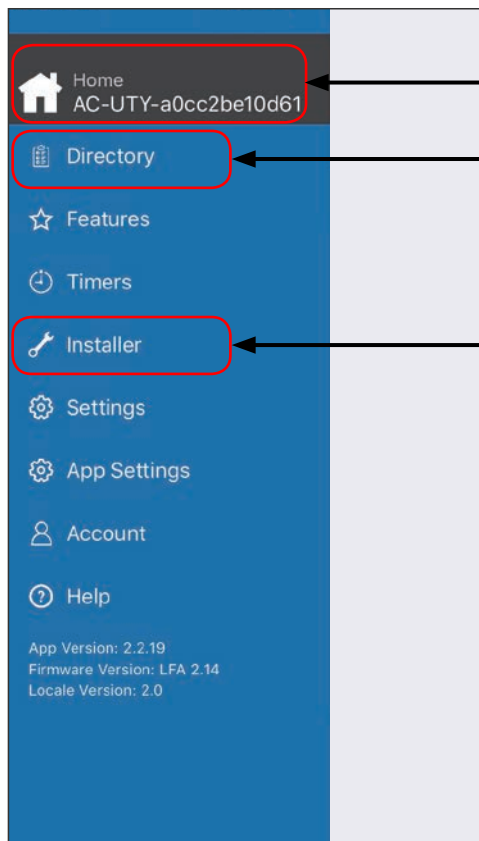 Home
AC-UTY-a0cc2be10d61
Directory
Features
Timers
Installer
Settings
App Settings
Account
Help
App Version: 2.2.19
Firmware Version: LFA 2.14
Locale Version: 2.0